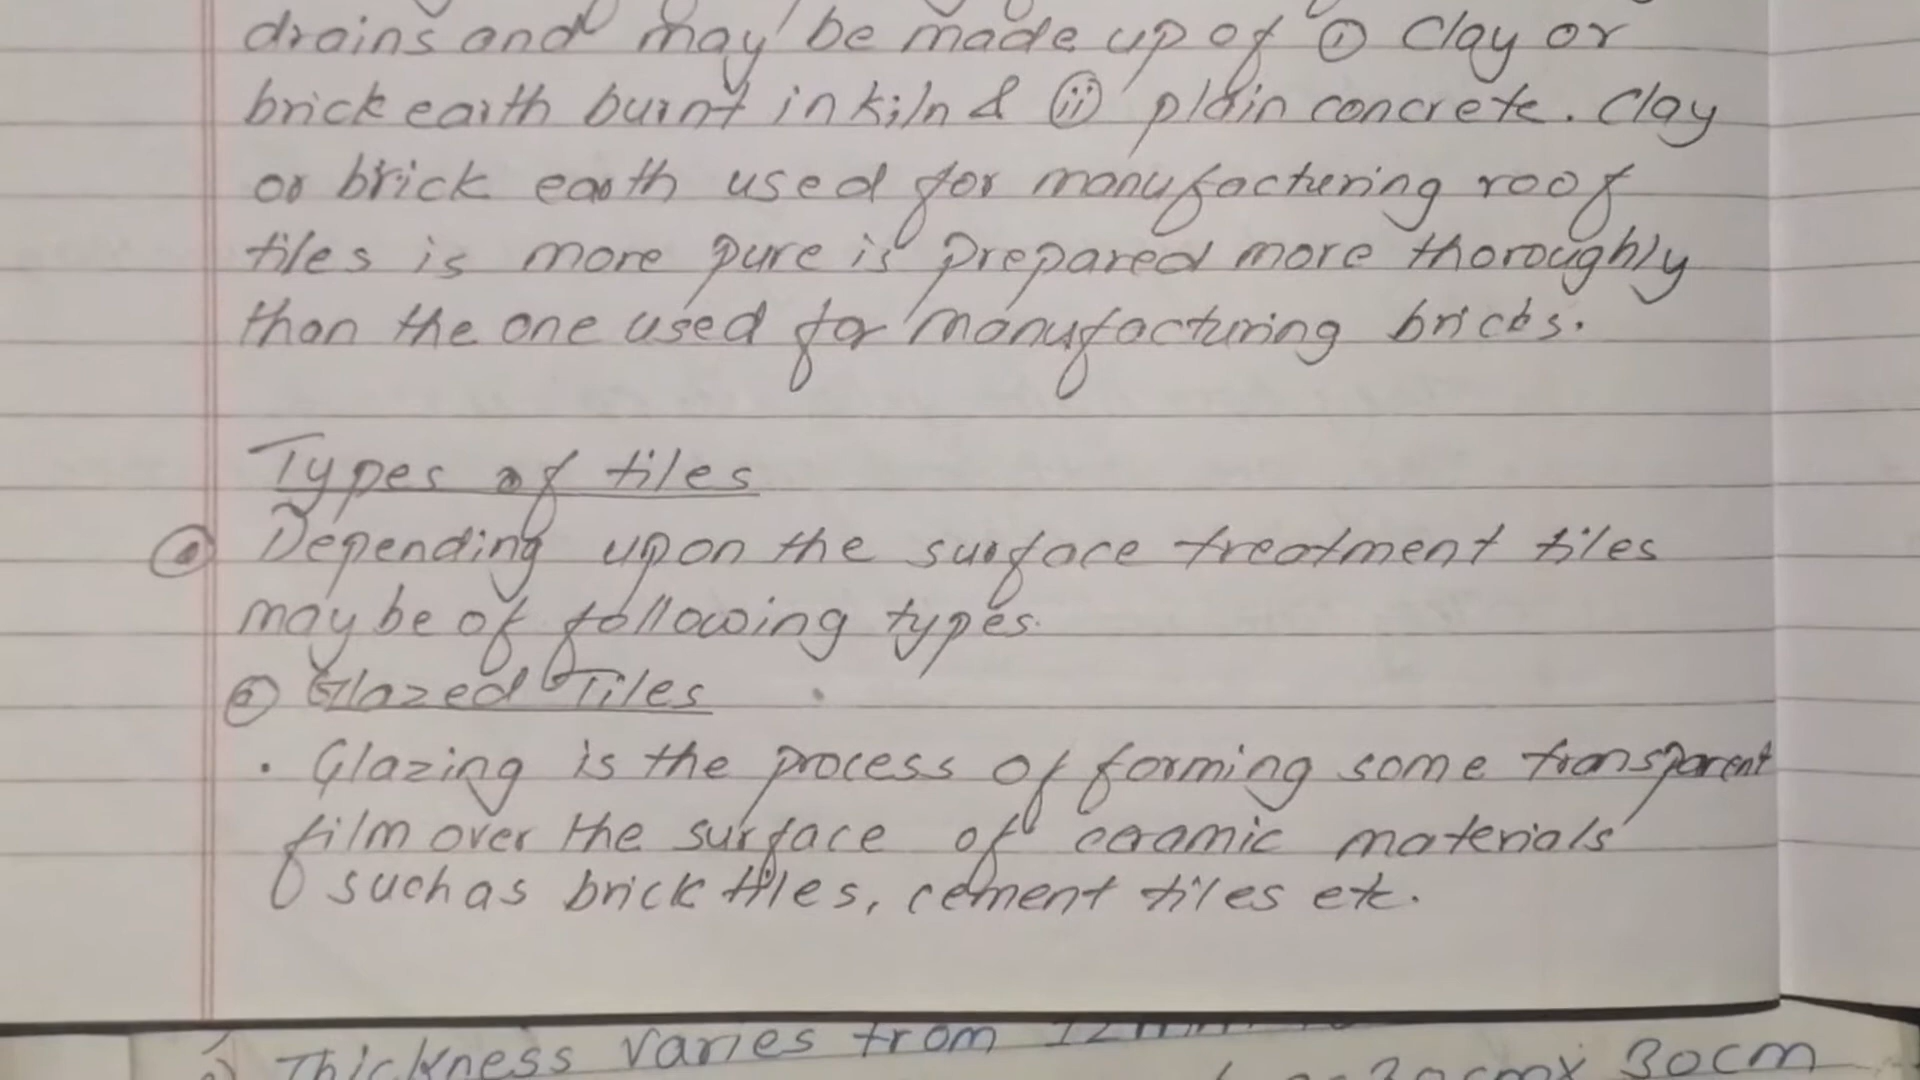 drains and may be made up of ⓘ Clay or
brick earth burnt in kiln & ⓘⓘ plain concrete. Clay
or brick earth used for manufacturing roof
tiles is more pure is prepared more thoroughly
than the one used for manufacturing bricks.
Types of tiles
ⓐ Depending upon the surface treatment tiles
may be of following types.
Glazed Tiles
• Glazing is the process of forming some transparent
film over the surface of ceramic materials
such as brick tiles, cement tiles etc.
Thickness varies from 12mm
30cm x 30cm